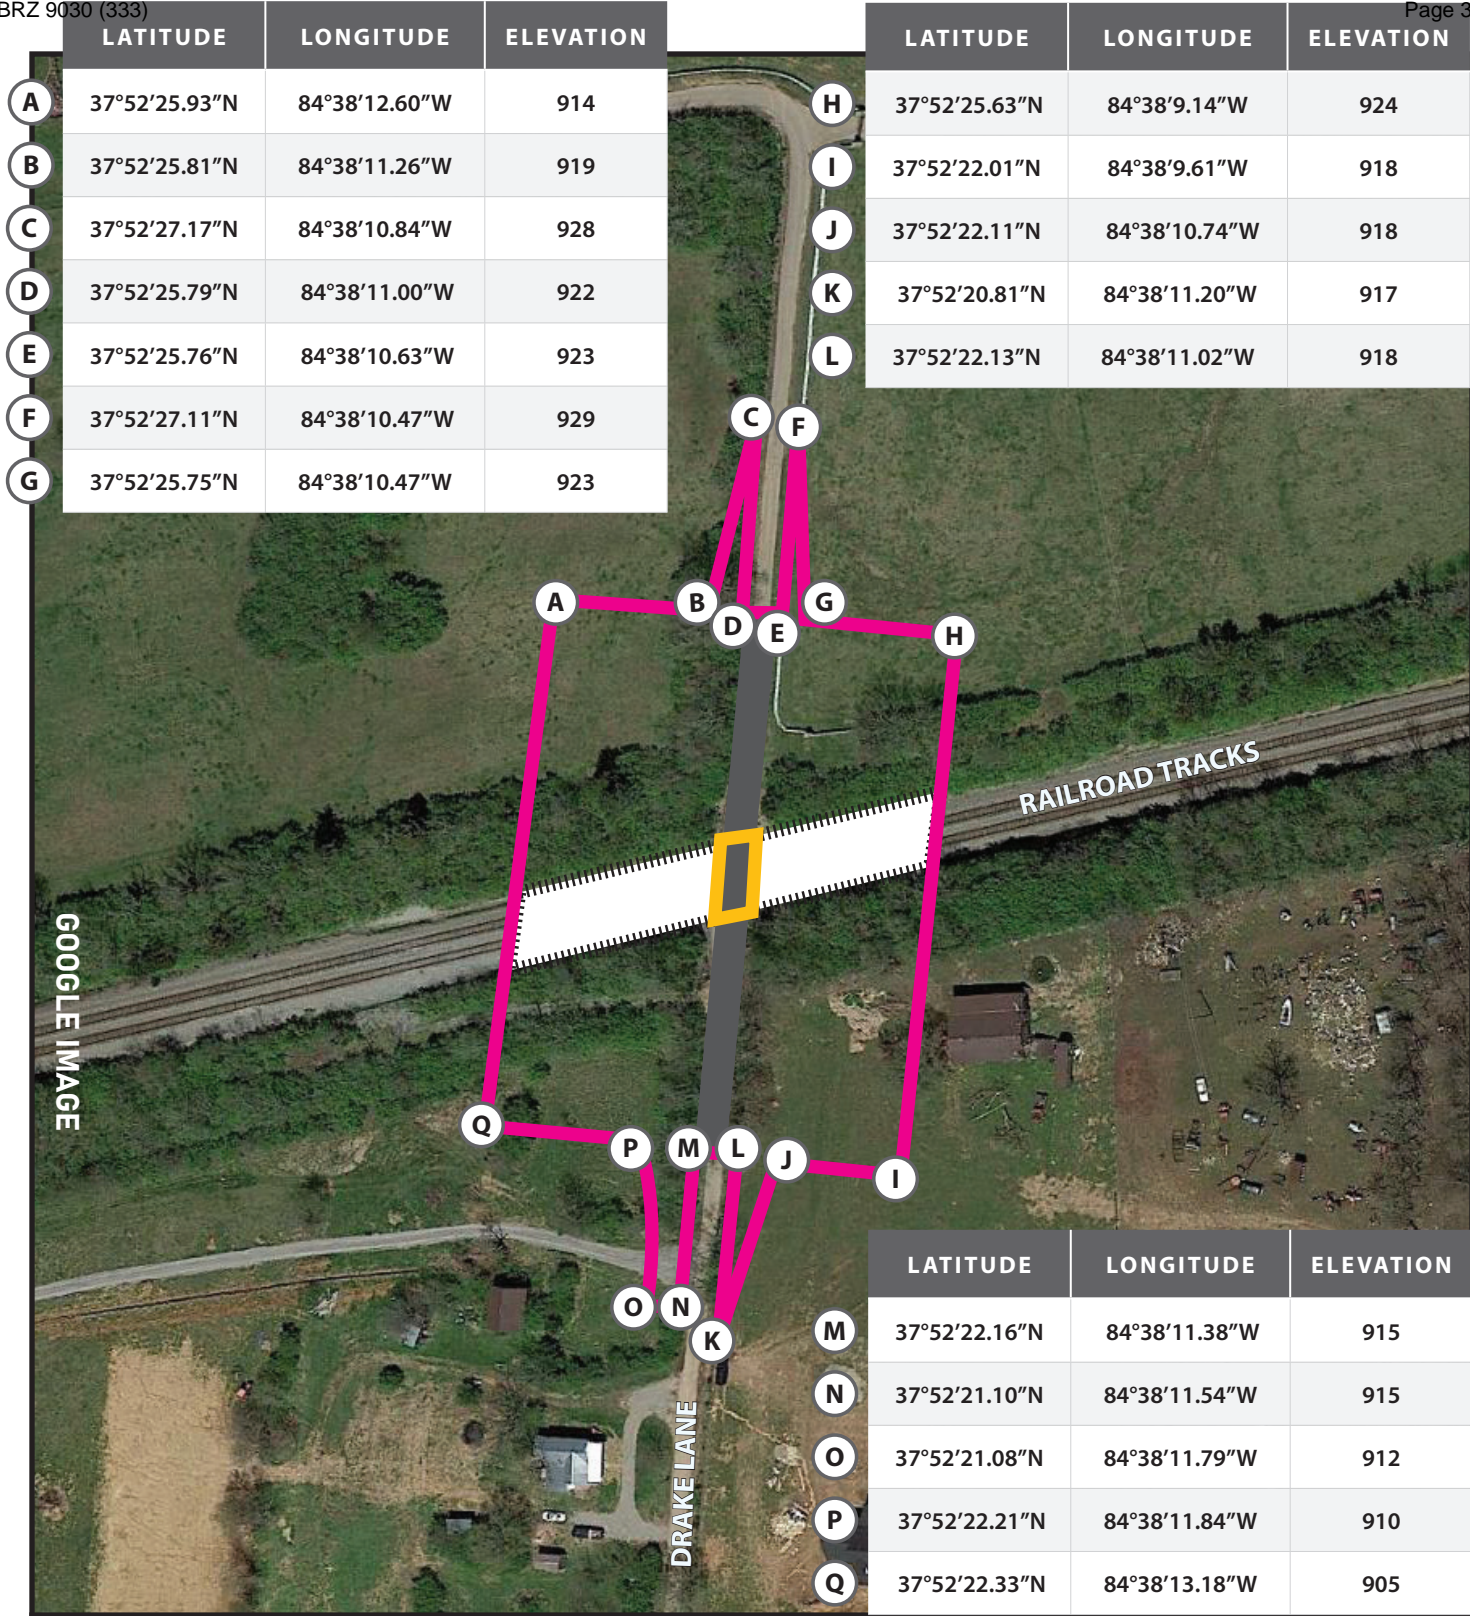 BRZ 9030 (333)
Page 3
LATITUDE LONGITUDE ELEVATION
A 37°52′25.93″N 84°38′12.60″W 914
B 37°52′25.81″N 84°38′11.26″W 919
C 37°52′27.17″N 84°38′10.84″W 928
D 37°52′25.79″N 84°38′11.00″W 922
E 37°52′25.76″N 84°38′10.63″W 923
F 37°52′27.11″N 84°38′10.47″W 929
G 37°52′25.75″N 84°38′10.47″W 923
LATITUDE LONGITUDE ELEVATION
H 37°52′25.63″N 84°38′9.14″W 924
I 37°52′22.01″N 84°38′9.61″W 918
J 37°52′22.11″N 84°38′10.74″W 918
K 37°52′20.81″N 84°38′11.20″W 917
L 37°52′22.13″N 84°38′11.02″W 918
C F
A B G
D E H
RAILROAD TRACKS
GOOGLE IMAGE
Q P M L J I
O N K
DRAKE LANE
LATITUDE LONGITUDE ELEVATION
M 37°52′22.16″N 84°38′11.38″W 915
N 37°52′21.10″N 84°38′11.54″W 915
O 37°52′21.08″N 84°38′11.79″W 912
P 37°52′22.21″N 84°38′11.84″W 910
Q 37°52′22.33″N 84°38′13.18″W 905